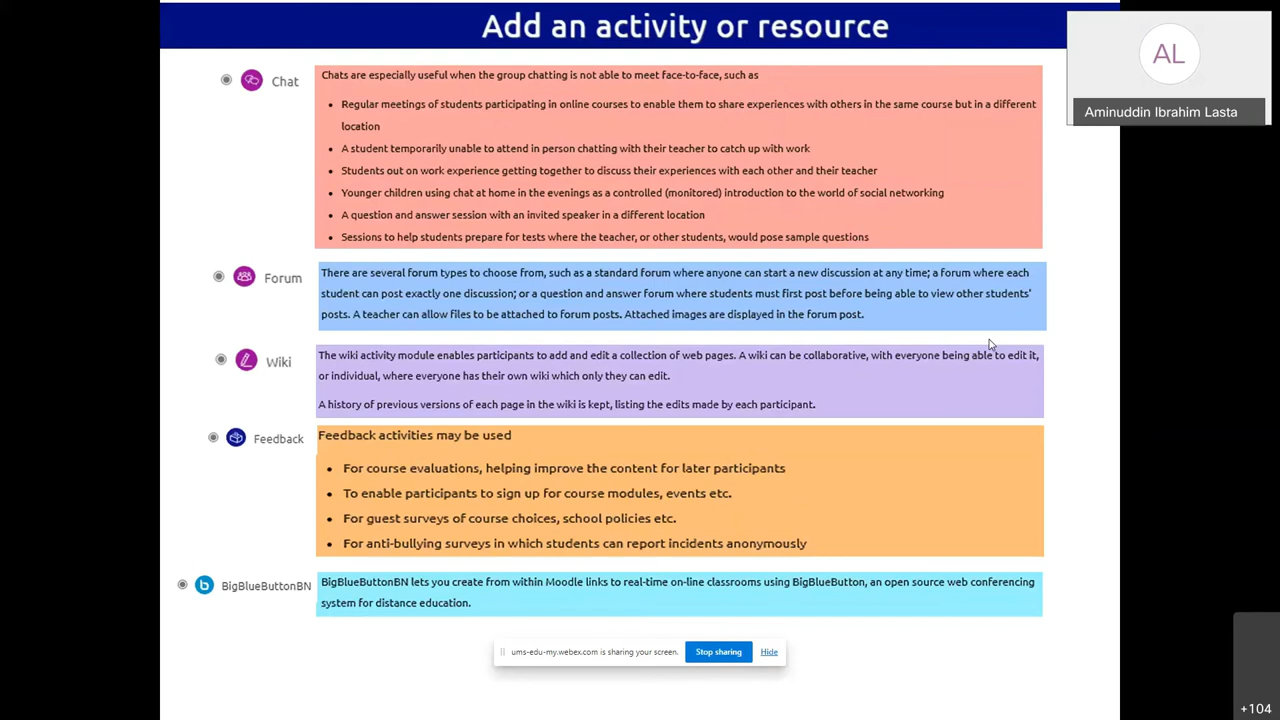 Add an activity or resource
AL
Aminuddin Ibrahim Lasta
Chat
Chats are especially useful when the group chatting is not able to meet face-to-face, such as
• Regular meetings of students participating in online courses to enable them to share experiences with others in the same course but in a different
location
• A student temporarily unable to attend in person chatting with their teacher to catch up with work
• Students out on work experience getting together to discuss their experiences with each other and their teacher
• Younger children using chat at home in the evenings as a controlled (monitored) introduction to the world of social networking
• A question and answer session with an invited speaker in a different location
• Sessions to help students prepare for tests where the teacher, or other students, would pose sample questions
Forum
There are several forum types to choose from, such as a standard forum where anyone can start a new discussion at any time; a forum where each
student can post exactly one discussion; or a question and answer forum where students must first post before being able to view other students'
posts. A teacher can allow files to be attached to forum posts. Attached images are displayed in the forum post.
Wiki
The wiki activity module enables participants to add and edit a collection of web pages. A wiki can be collaborative, with everyone being able to edit it,
or individual, where everyone has their own wiki which only they can edit.
A history of previous versions of each page in the wiki is kept, listing the edits made by each participant.
Feedback
Feedback activities may be used
• For course evaluations, helping improve the content for later participants
• To enable participants to sign up for course modules, events etc.
• For guest surveys of course choices, school policies etc.
• For anti-bullying surveys in which students can report incidents anonymously
b
BigBlueButtonBN
BigBlueButtonBN lets you create from within Moodle links to real-time on-line classrooms using BigBlueButton, an open source web conferencing
system for distance education.
ums-edu-my.webex.com is sharing your screen.
Stop sharing
Hide
+104